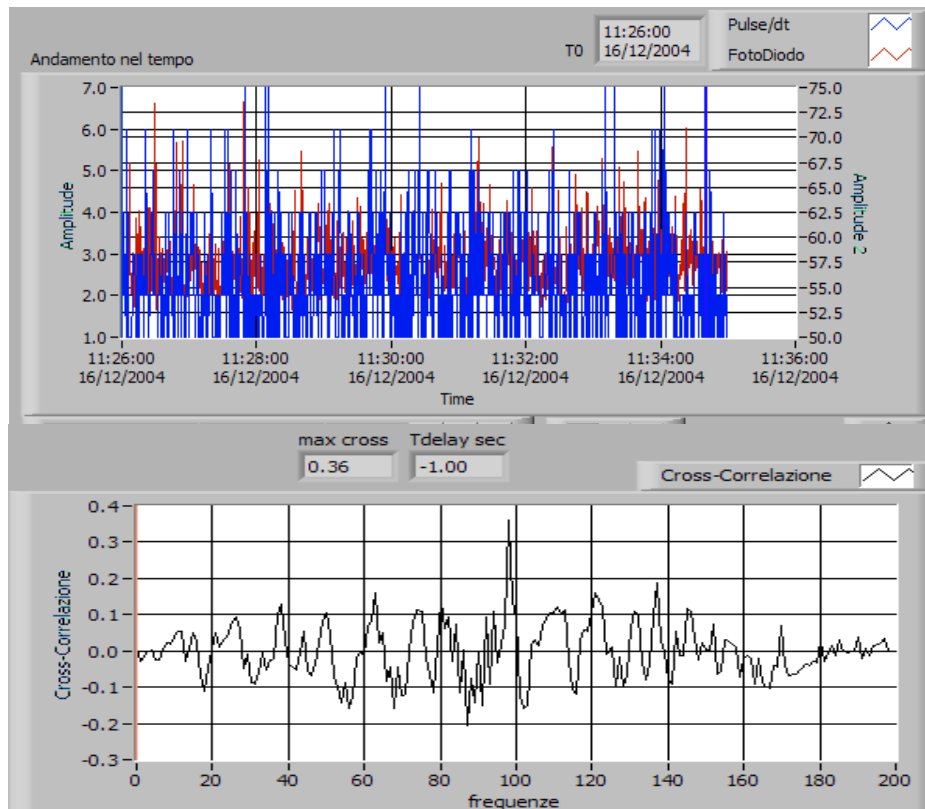 Andamento nel tempo
T0
11:26:00
16/12/2004
Pulse/dt
FotoDiodo
7.0
6.0
5.0
4.0
3.0
2.0
1.0
Amplitude
75.0
72.5
70.0
67.5
65.0
62.5
60.0
57.5
55.0
52.5
50.0
Amplitude 2
11:26:00 11:28:00 11:30:00 11:32:00 11:34:00 11:36:00
16/12/2004 16/12/2004 16/12/2004 16/12/2004 16/12/2004 16/12/2004
Time
max cross Tdelay sec
0.36 -1.00
Cross-Correlazione
0.4
0.3
0.2
0.1
0.0
-0.1
-0.2
-0.3
Cross-Correlazione
0 20 40 60 80 100 120 140 160 180 200
frequenze